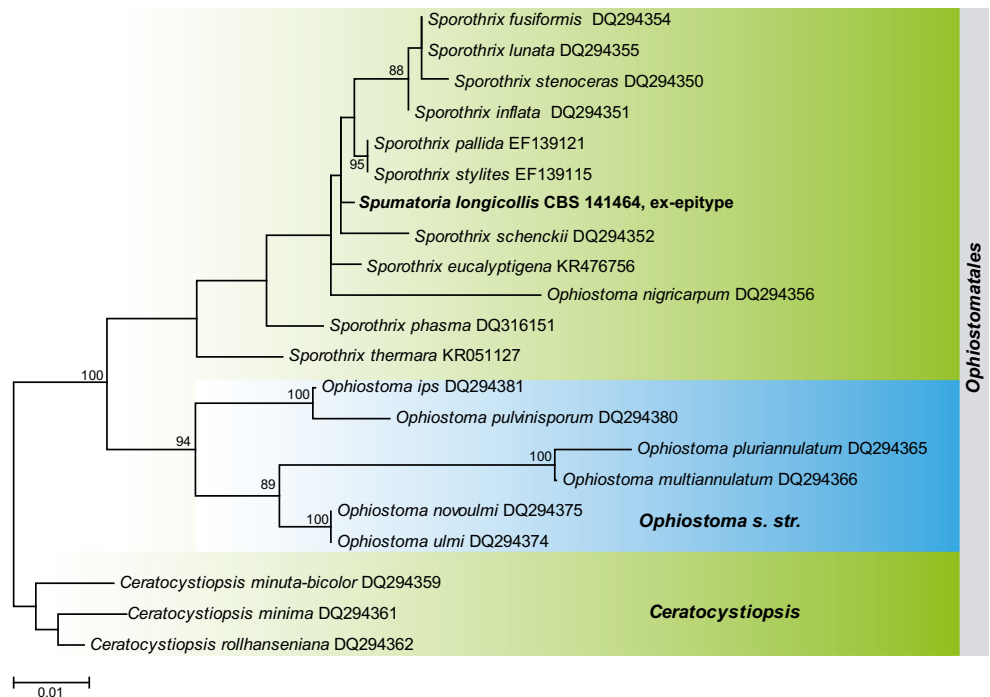 Sporothrix fusiformis DQ294354
Sporothrix lunata DQ294355
Sporothrix stenoceras DQ294350
88
Sporothrix inflata DQ294351
Sporothrix pallida EF139121
95
Sporothrix stylites EF139115
Spumatoria longicollis CBS 141464, ex-epitype
Sporothrix schenckii DQ294352
Sporothrix eucalyptigena KR476756
Ophiostoma nigricarpum DQ294356
Sporothrix phasma DQ316151
Sporothrix thermara KR051127
100
Ophiostoma ips DQ294381
100
Ophiostoma pulvinisporum DQ294380
94
Ophiostoma pluriannulatum DQ294365
100
Ophiostoma multiannulatum DQ294366
89
Ophiostoma novoulmi DQ294375
100
Ophiostoma s. str.
Ophiostoma ulmi DQ294374
Ceratocystiopsis minuta-bicolor DQ294359
Ceratocystiopsis minima DQ294361
Ceratocystiopsis
Ceratocystiopsis rollhanseniana DQ294362
Ophiostomatales
0.01